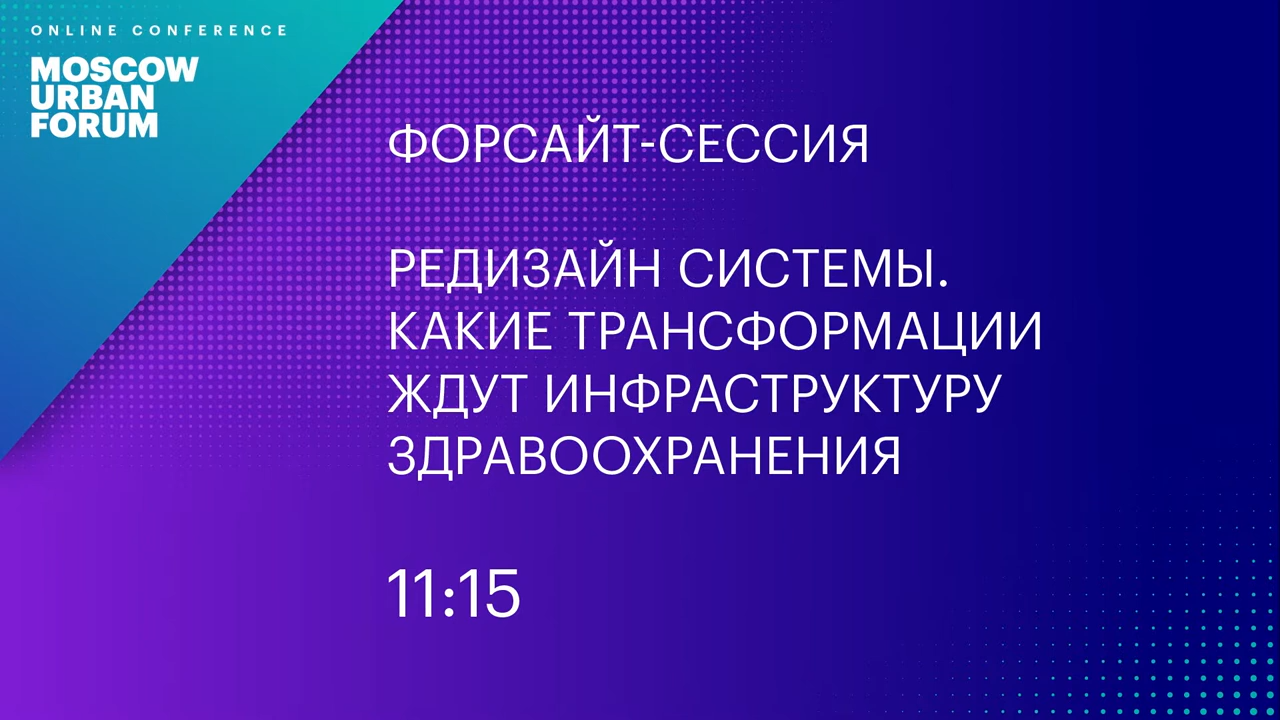 ONLINE CONFERENCE
MOSCOW
URBAN
FORUM
ФОРСАЙТ-СЕССИЯ
РЕДИЗАЙН СИСТЕМЫ.
КАКИЕ ТРАНСФОРМАЦИИ
ЖДУТ ИНФРАСТРУКТУРУ
ЗДРАВООХРАНЕНИЯ
11:15